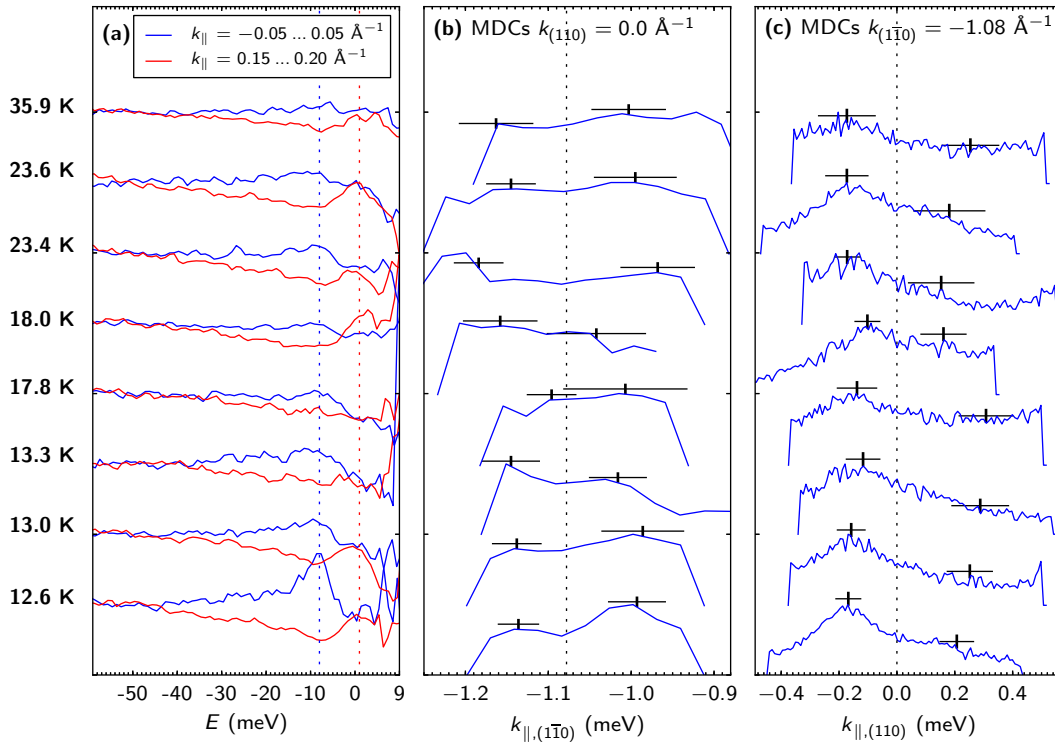 (a)
k∥ = −0.05 ... 0.05 Å⁻¹
k∥ = 0.15 ... 0.20 Å⁻¹
(b) MDCs k(110) = 0.0 Å⁻¹
(c) MDCs k(11̅0) = −1.08 Å⁻¹
35.9 K
23.6 K
23.4 K
18.0 K
17.8 K
13.3 K
13.0 K
12.6 K
-50 -40 -30 -20 -10 0 9
E (meV)
−1.2 −1.1 −1.0 −0.9
k∥,(11̅0) (meV)
−0.4 −0.2 0.0 0.2 0.4
k∥,(110) (meV)